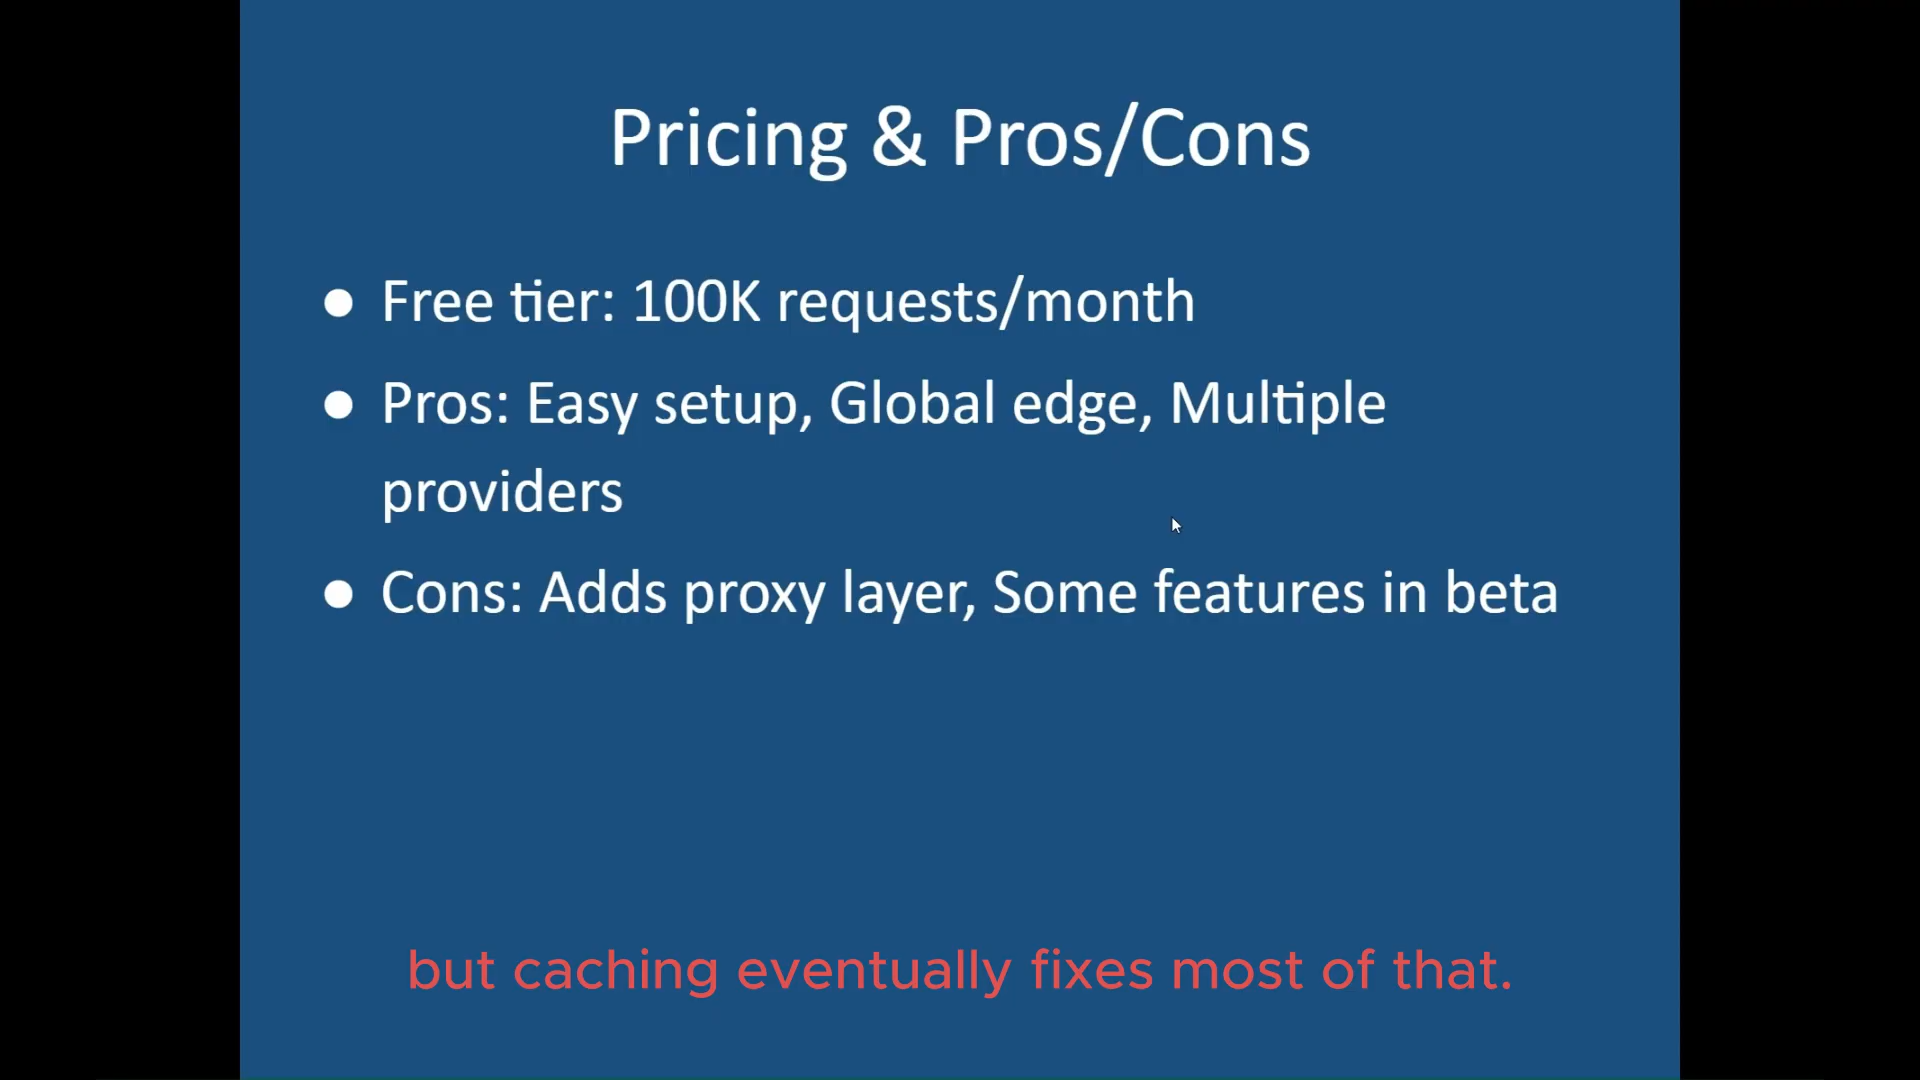 Pricing & Pros/Cons
● Free tier: 100K requests/month
● Pros: Easy setup, Global edge, Multiple
providers
● Cons: Adds proxy layer, Some features in beta
but caching eventually fixes most of that.